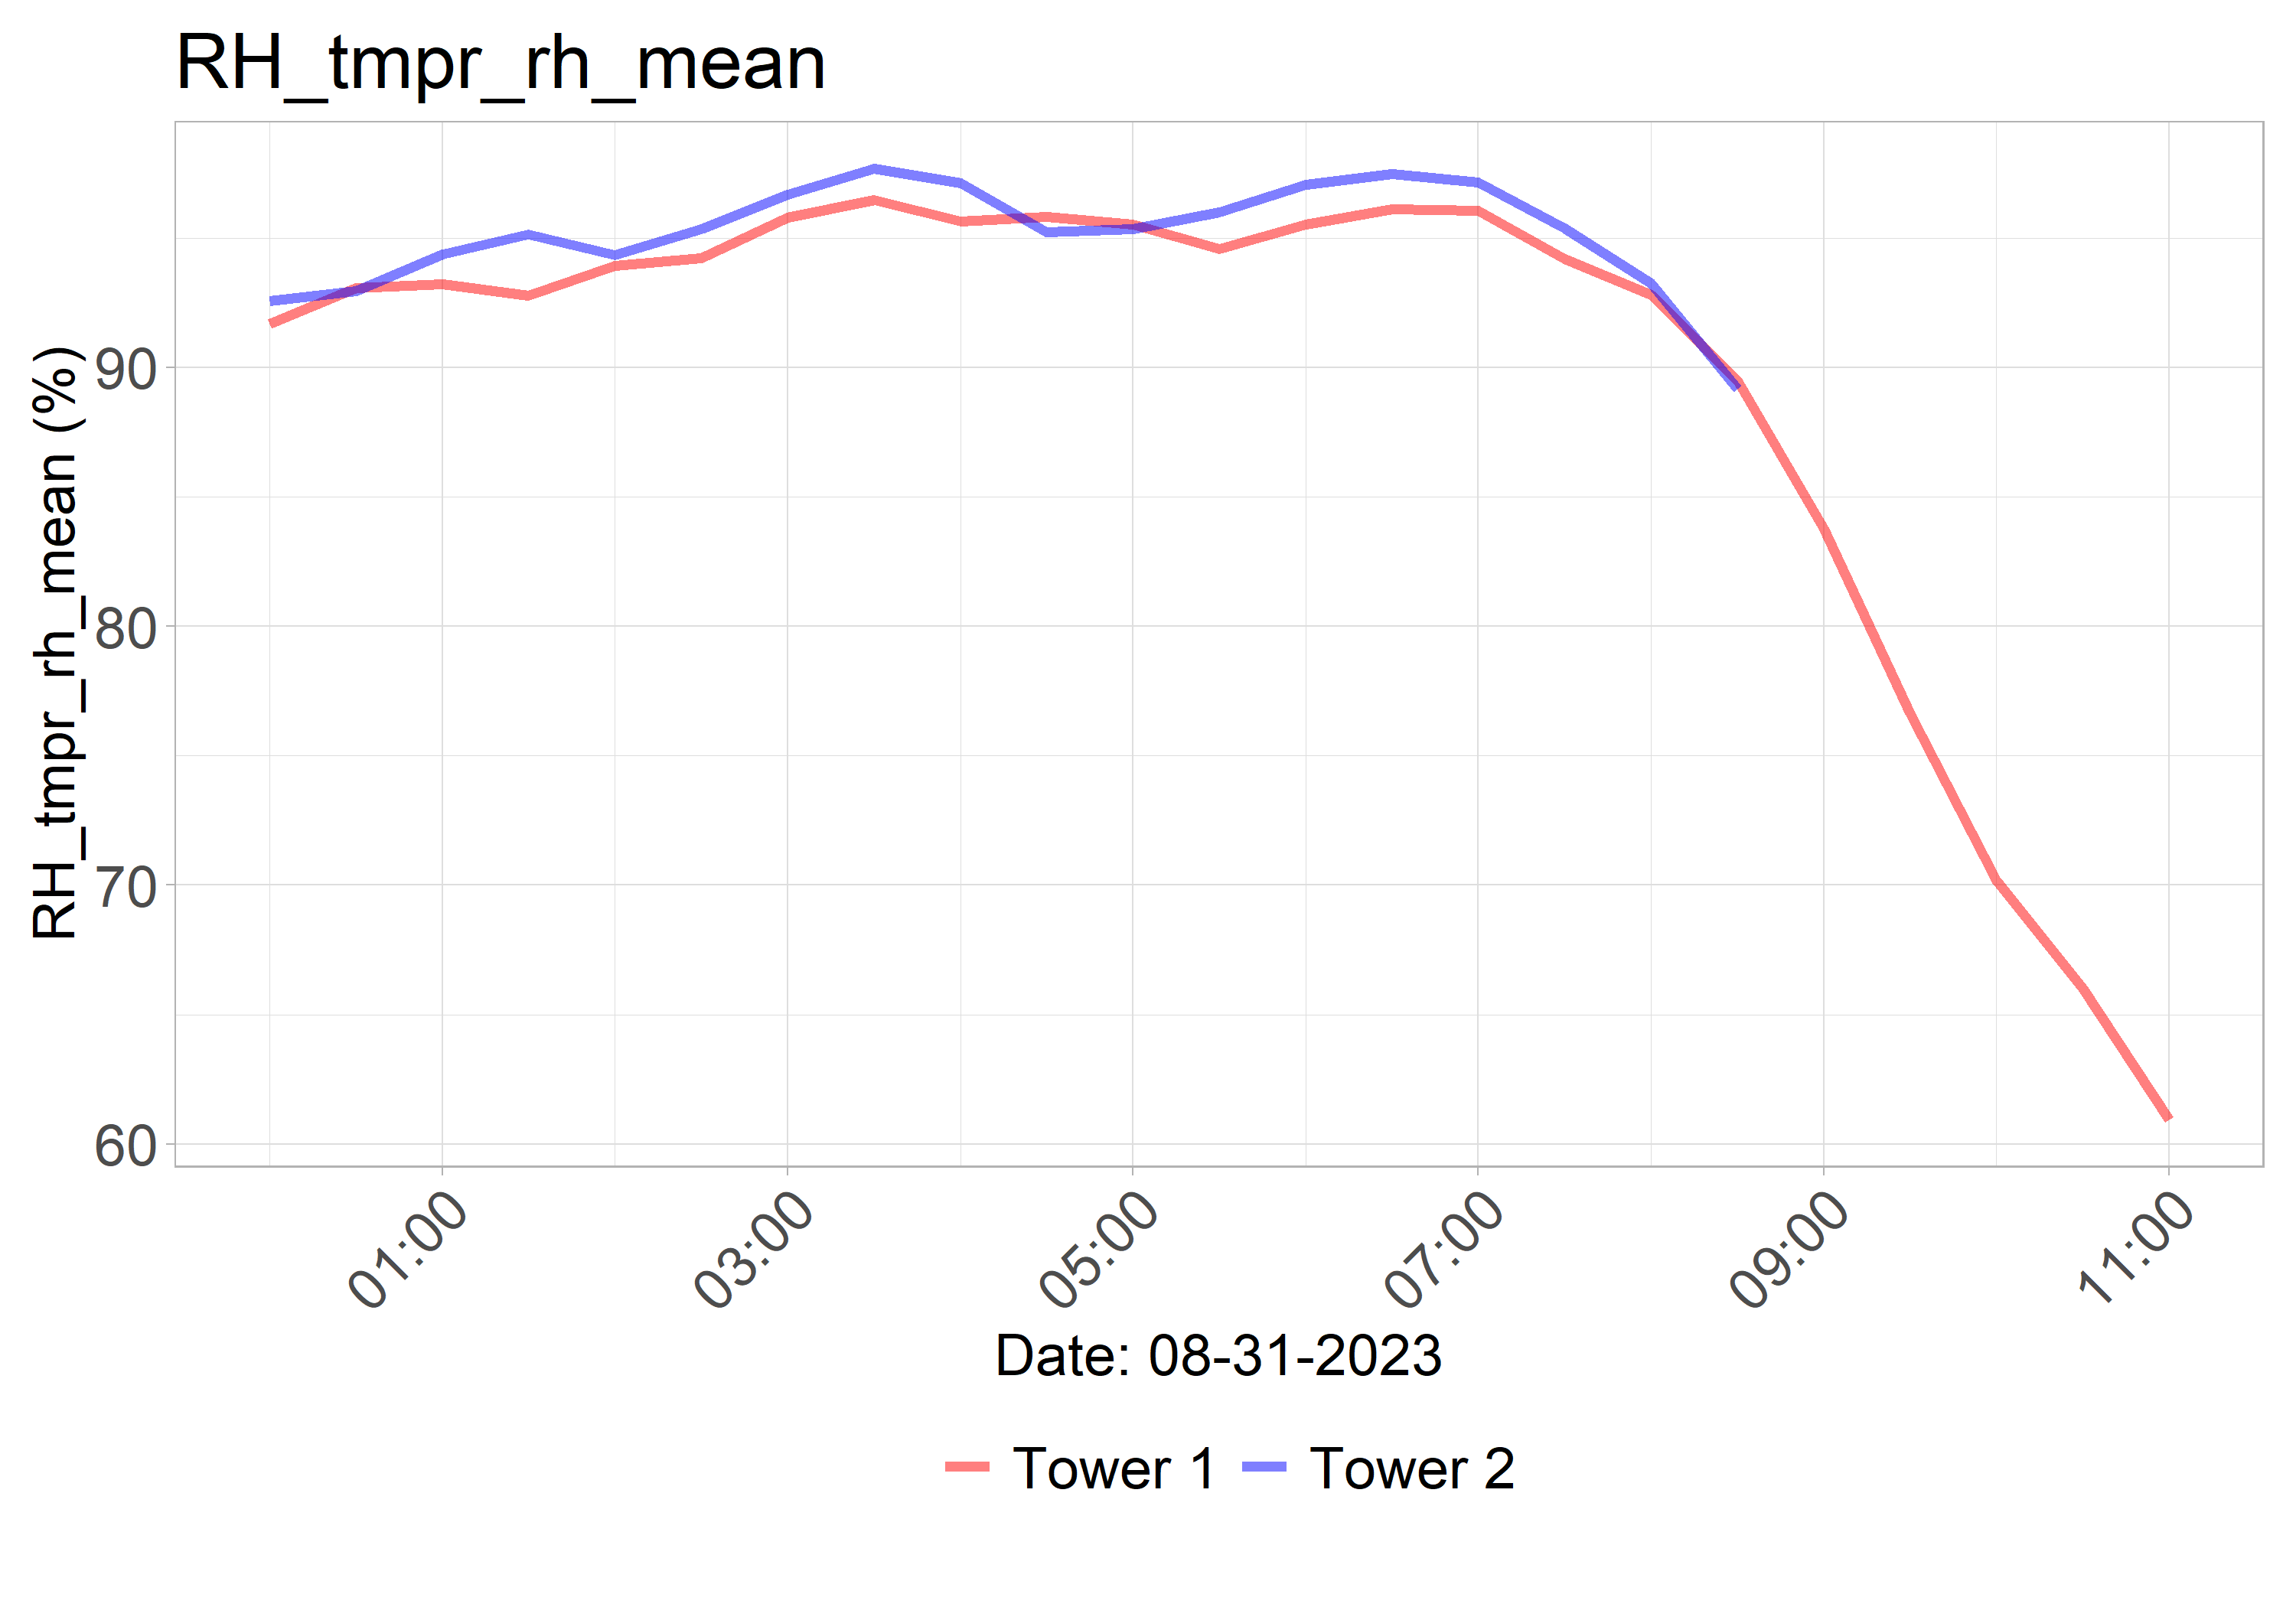 RH_tmpr_rh_mean
RH_tmpr_rh_mean (%)
90
80
70
60
01:00
03:00
05:00
07:00
09:00
11:00
Date: 08-31-2023
Tower 1
Tower 2